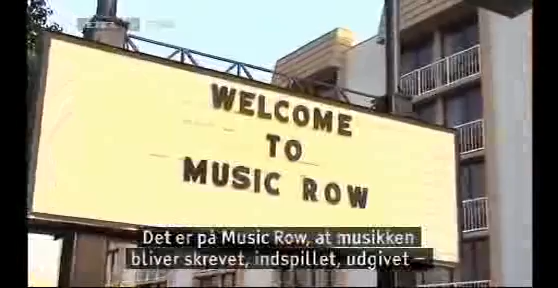 WELCOME
TO
MUSIC ROW
Det er på Music Row, at musikken
bliver skrevet, indspillet, udgivet –